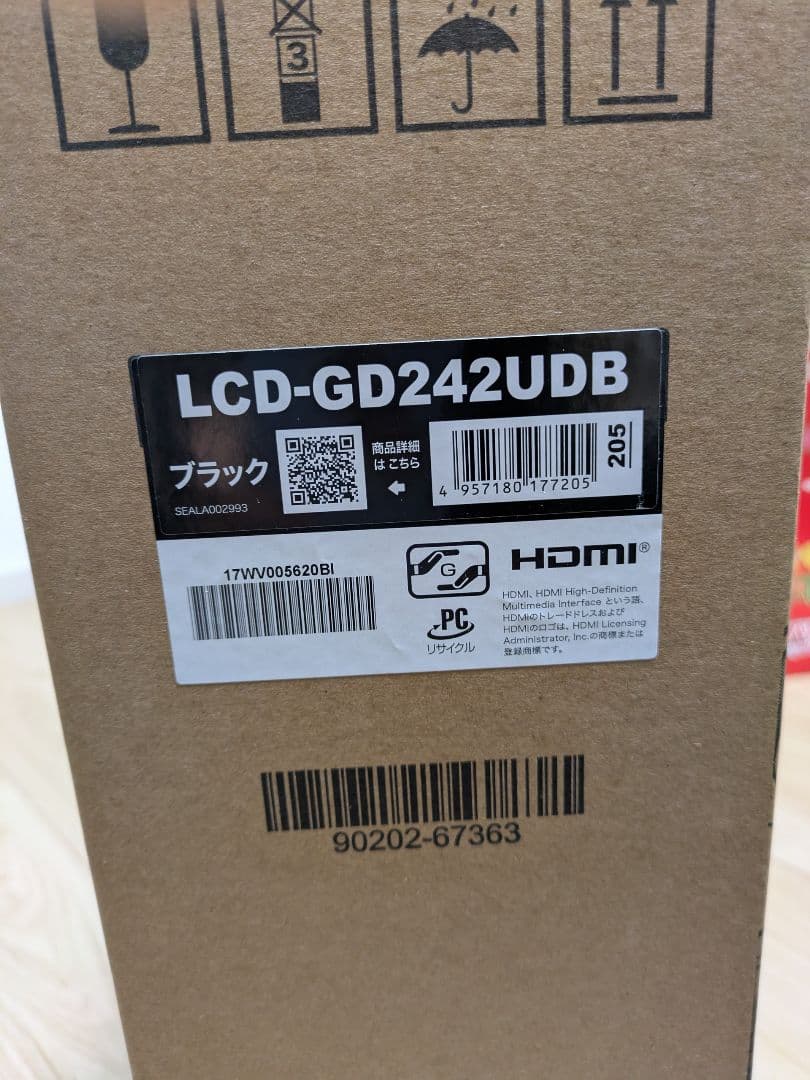 3
LCD-GD242UDB
ブラック
商品詳細
は こちら
4 957180 177205
205
SEALA002993
17WV005620BI
G
HDMI®
PC
リサイクル
HDMI、HDMI High-Definition
Multimedia Interface という語、
HDMIのトレードドレスおよび
HDMIのロゴは、HDMI Licensing
Administrator, Inc.の商標または
登録商標です。
90202-67363